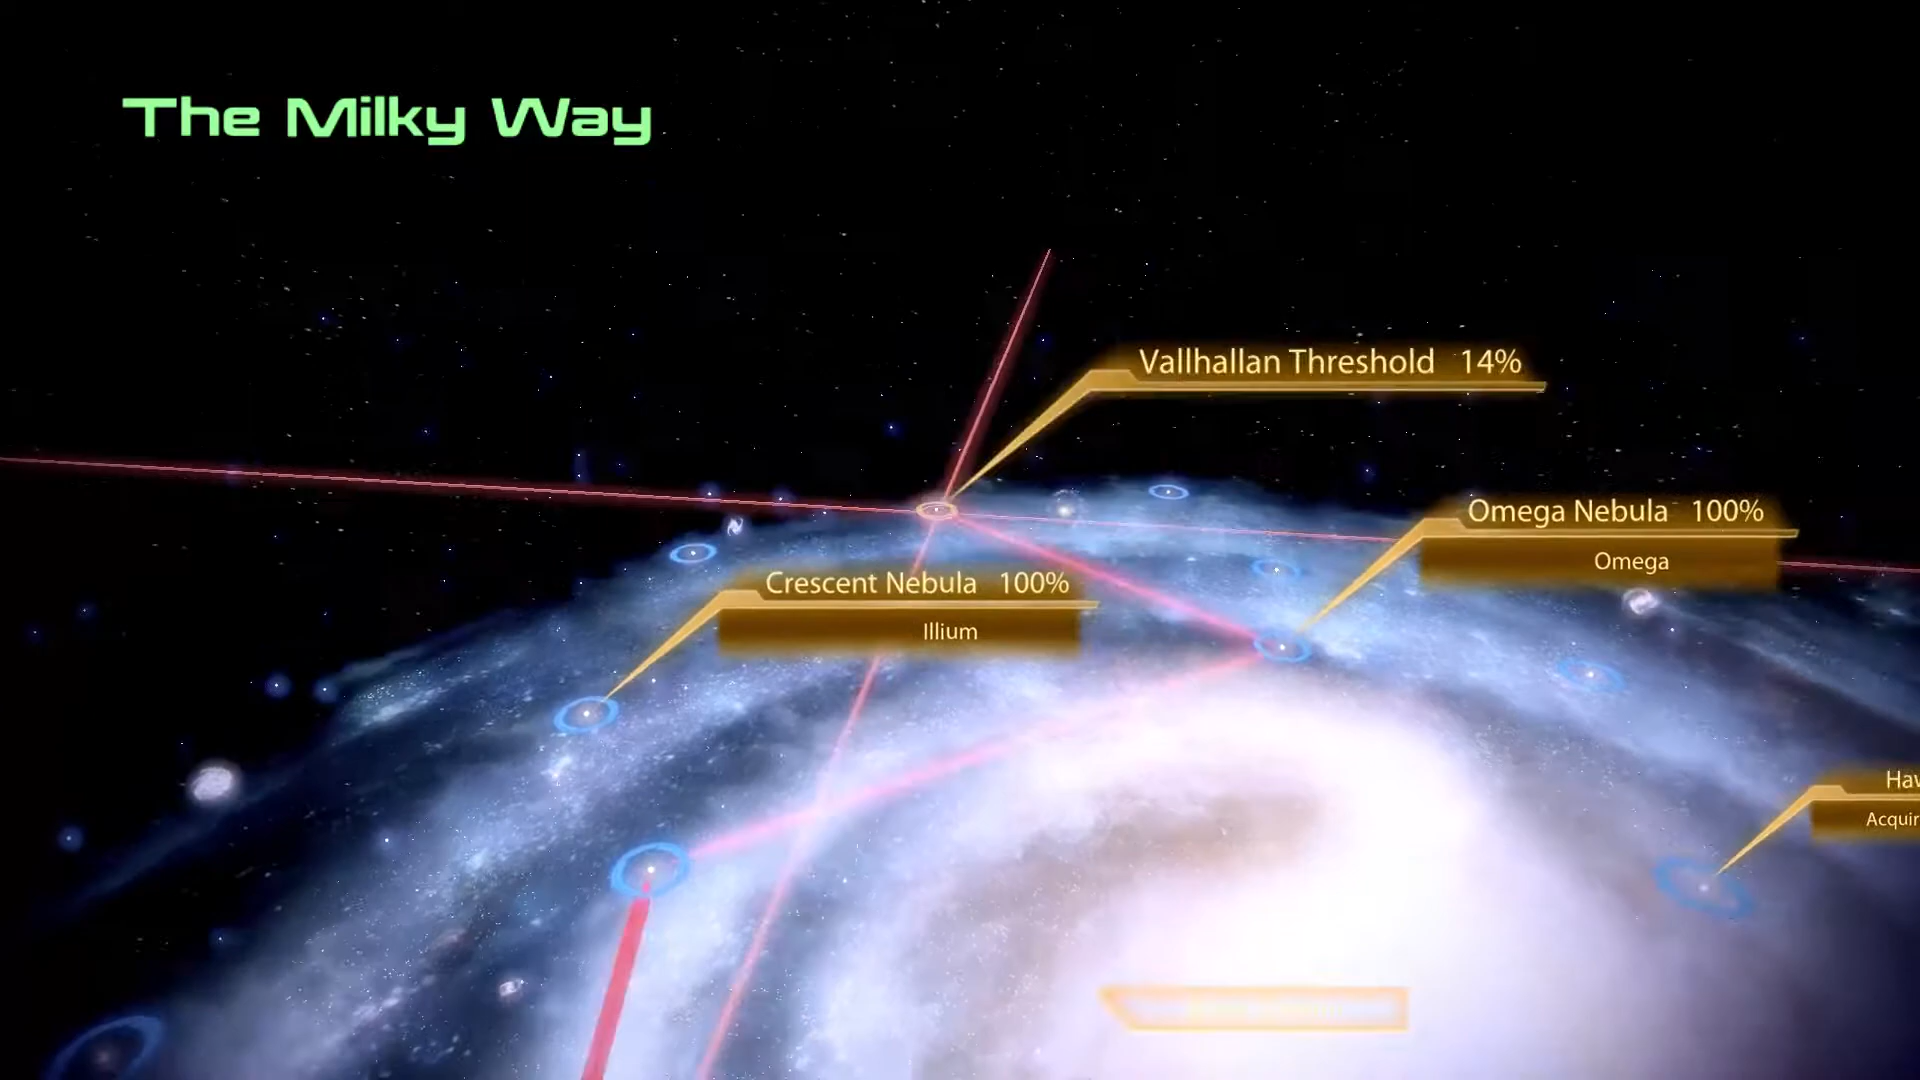 The Milky Way
Vallhallan Threshold 14%
Omega Nebula 100%
Omega
Crescent Nebula 100%
Illium